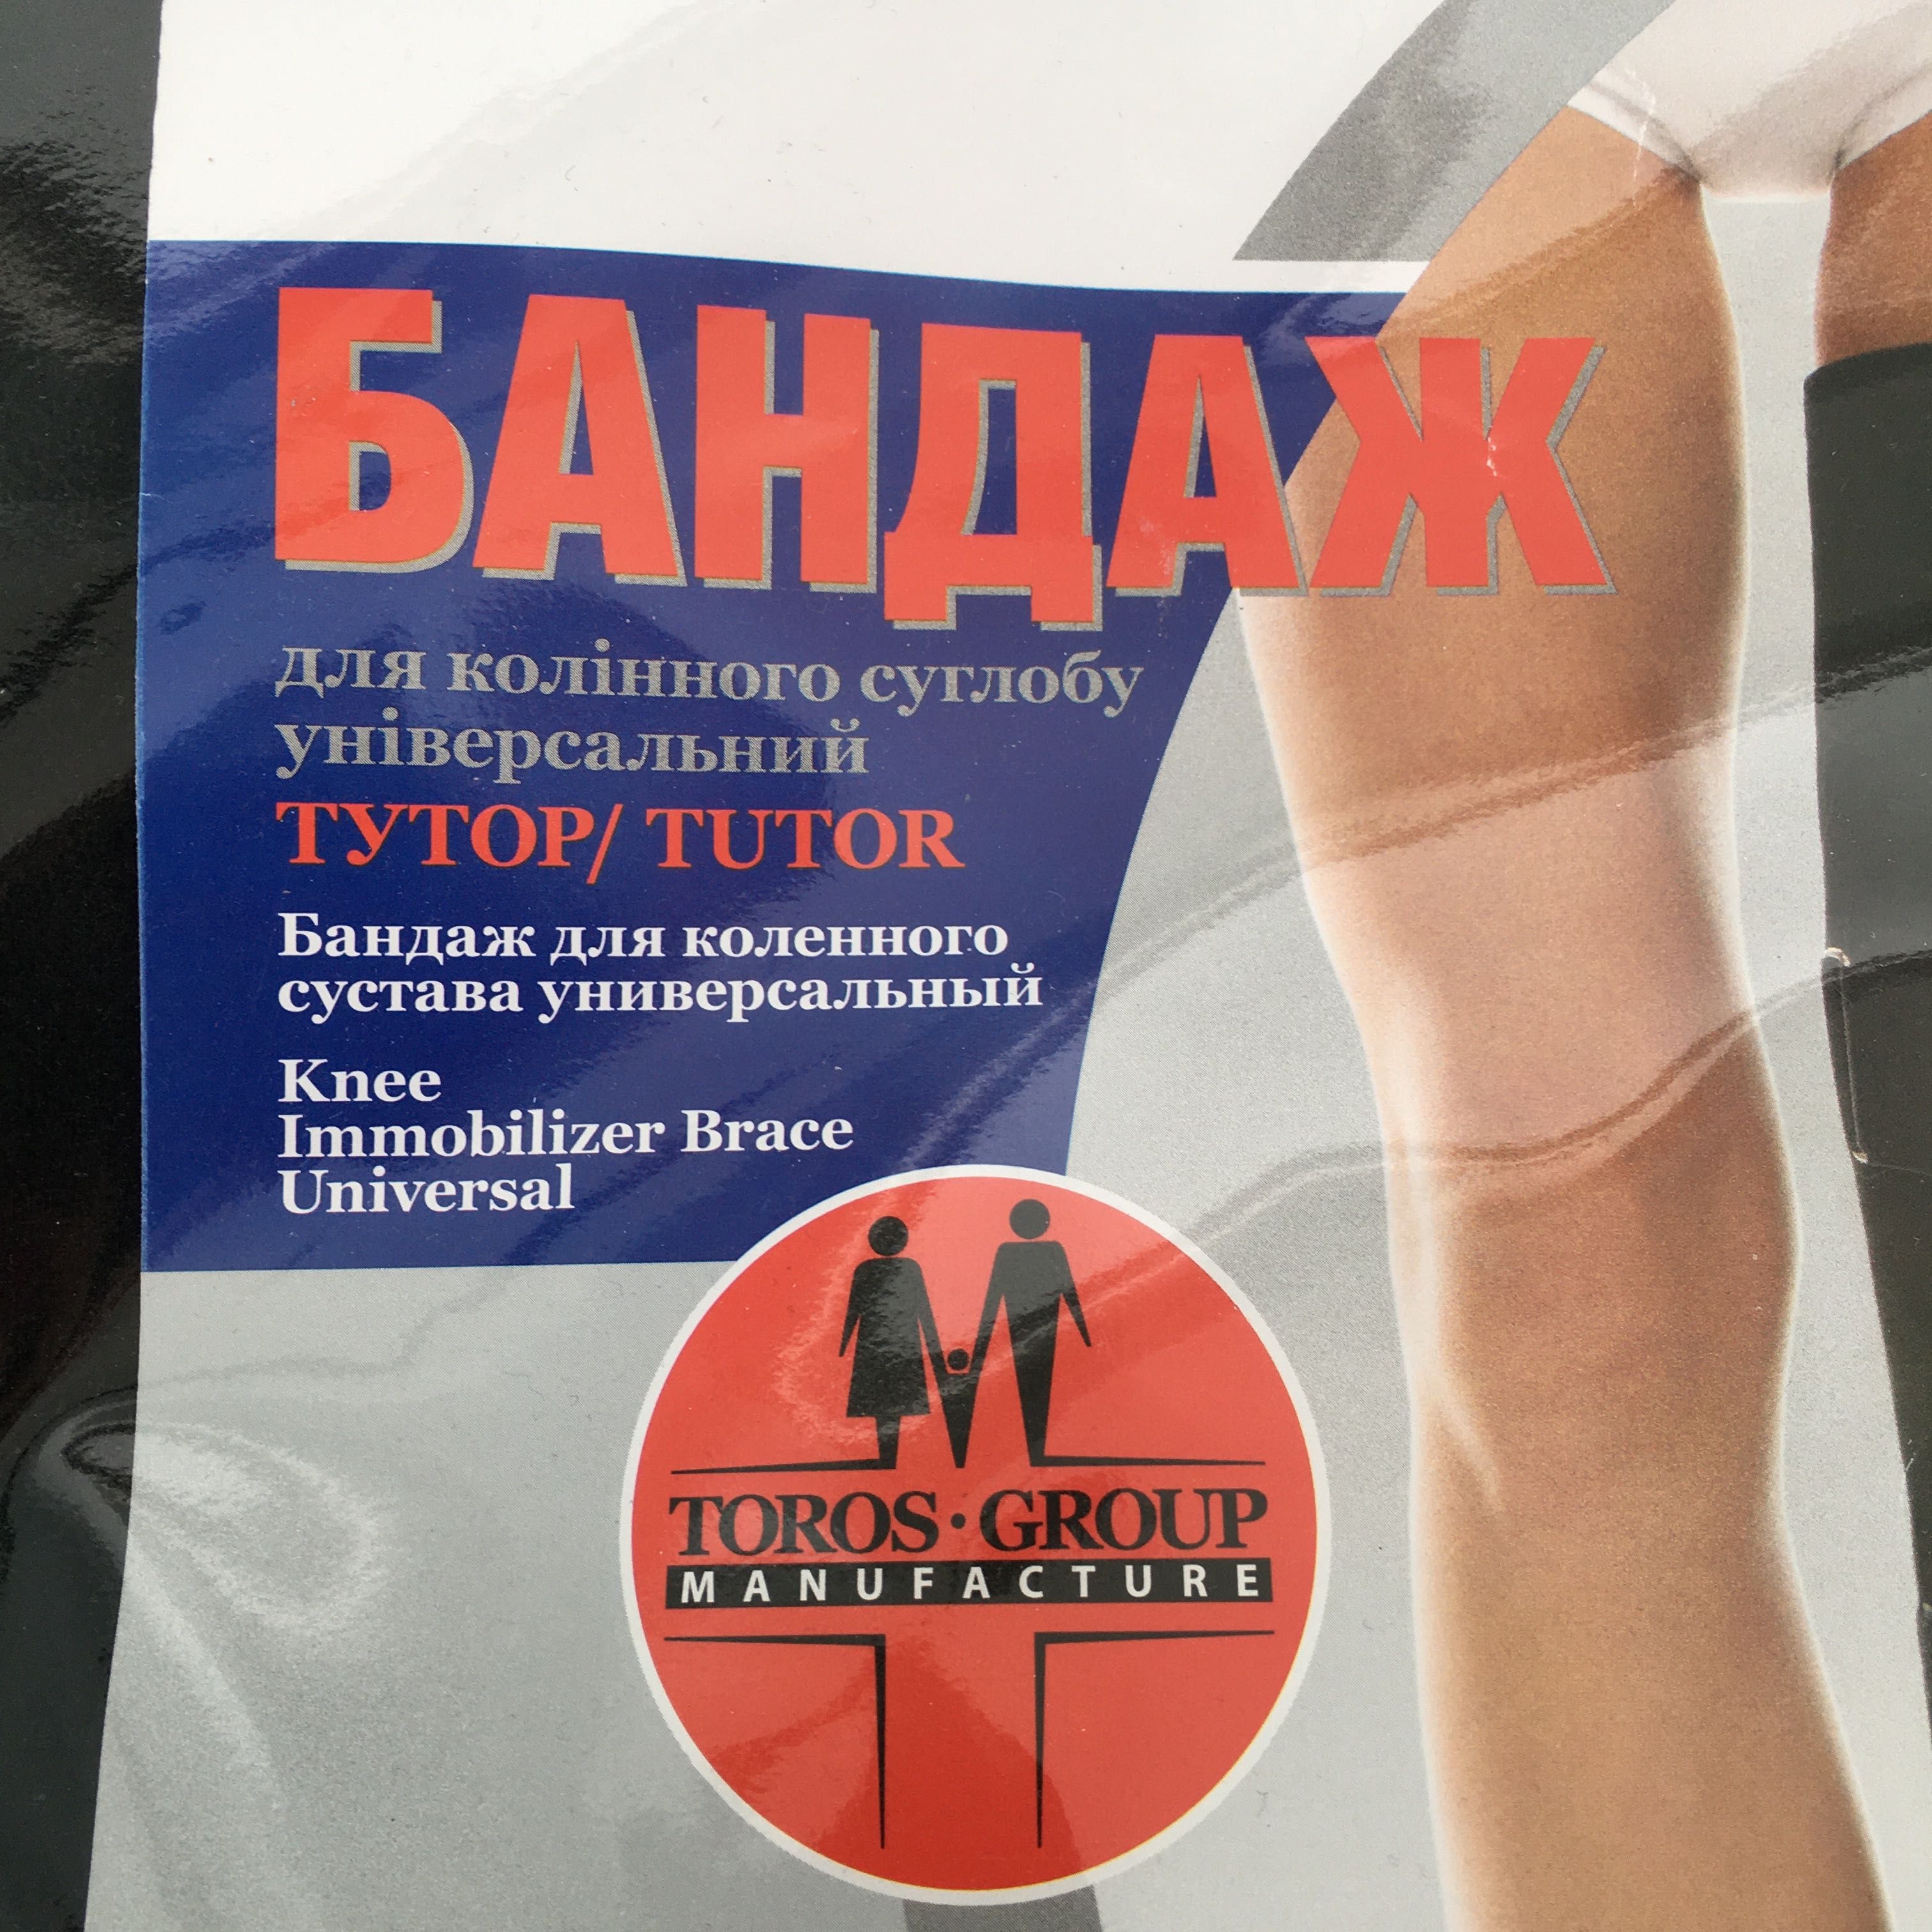 БАНДАЖ
для колінного суглобу
універсальний
ТУТОР/ TUTOR
Бандаж для коленного
сустава универсальный
Knee
Immobilizer Brace
Universal
TOROS·GROUP
MANUFACTURE